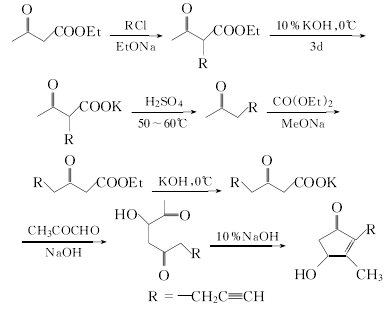 O COOEt RCl EtONa O COOEt R 10%KOH,0℃ 3d
O COOK R H₂SO₄ 50~60℃ O R CO(OEt)₂ MeONa
R O COOEt KOH,0℃ R O COOK
CH₃COCHO NaOH HO O R O 10%NaOH O R HO CH₃
R = —CH₂C≡CH